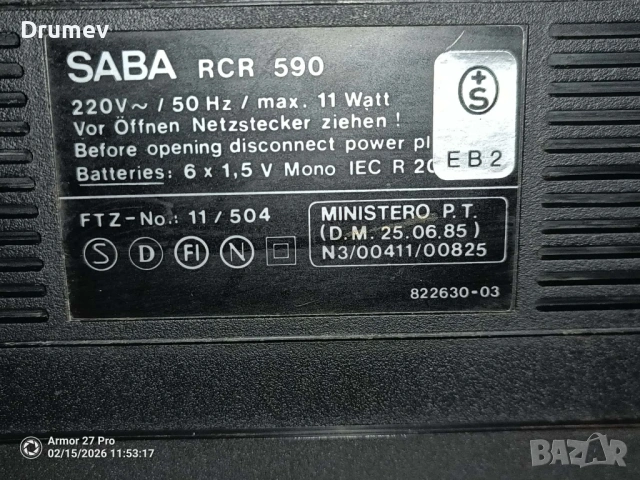 Drumev
SABA RCR 590
220V~ / 50 Hz / max. 11 Watt
Vor Öffnen Netzstecker ziehen !
Before opening disconnect power pl
Batteries: 6 x 1,5 V Mono IEC R 20
+
S
EB2
FTZ-No.: 11/504
S D FI N
MINISTERO P.T.
(D.M. 25.06.85)
N3/00411/00825
822630-03
Armor 27 Pro
02/15/2026 11:53:17
BAZAR